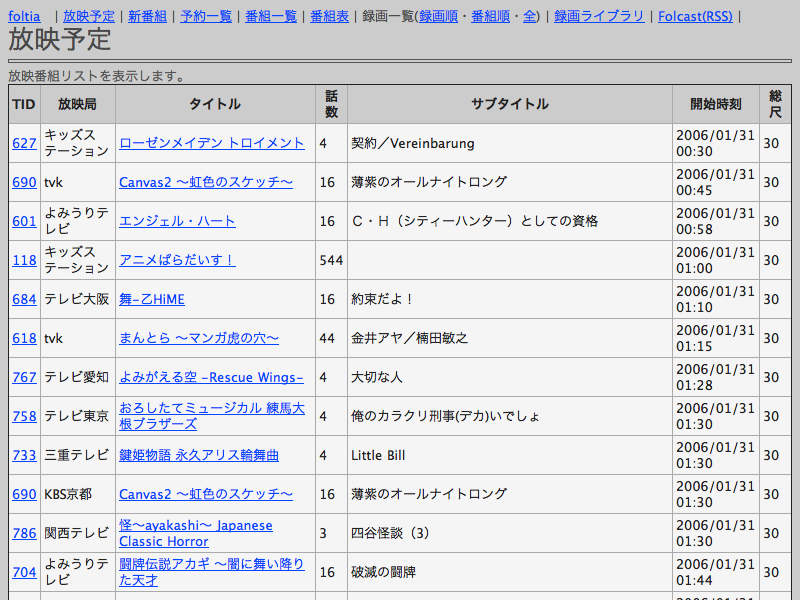 foltia | 放映予定 | 新番組 | 予約一覧 | 番組一覧 | 番組表 | 録画一覧(録画順・番組順・全) | 録画ライブラリ | Folcast(RSS) |
放映予定
放映番組リストを表示します。
TID 放映局 タイトル 話数 サブタイトル 開始時刻 総尺
627 キッズステーション ローゼンメイデン トロイメント 4 契約／Vereinbarung 2006/01/31 00:30 30
690 tvk Canvas2 〜虹色のスケッチ〜 16 薄紫のオールナイトロング 2006/01/31 00:45 30
601 よみうりテレビ エンジェル・ハート 16 Ｃ・Ｈ（シティーハンター）としての資格 2006/01/31 00:58 30
118 キッズステーション アニメぱらだいす！ 544 2006/01/31 01:00 30
684 テレビ大阪 舞-乙HiME 16 約束だよ！ 2006/01/31 01:10 30
618 tvk まんとら 〜マンガ虎の穴〜 44 金井アヤ／楠田敏之 2006/01/31 01:15 30
767 テレビ愛知 よみがえる空 -Rescue Wings- 4 大切な人 2006/01/31 01:28 30
758 テレビ東京 おろしたてミュージカル 練馬大根ブラザーズ 4 俺のカラクリ刑事(デカ)いでしょ 2006/01/31 01:30 30
733 三重テレビ 鍵姫物語 永久アリス輪舞曲 4 Little Bill 2006/01/31 01:30 30
690 KBS京都 Canvas2 〜虹色のスケッチ〜 16 薄紫のオールナイトロング 2006/01/31 01:30 30
786 関西テレビ 怪〜ayakashi〜 Japanese Classic Horror 3 四谷怪談（3） 2006/01/31 01:30 30
704 よみうりテレビ 闘牌伝説アカギ 〜闇に舞い降りた天才 16 破滅の闘牌 2006/01/31 01:44 30